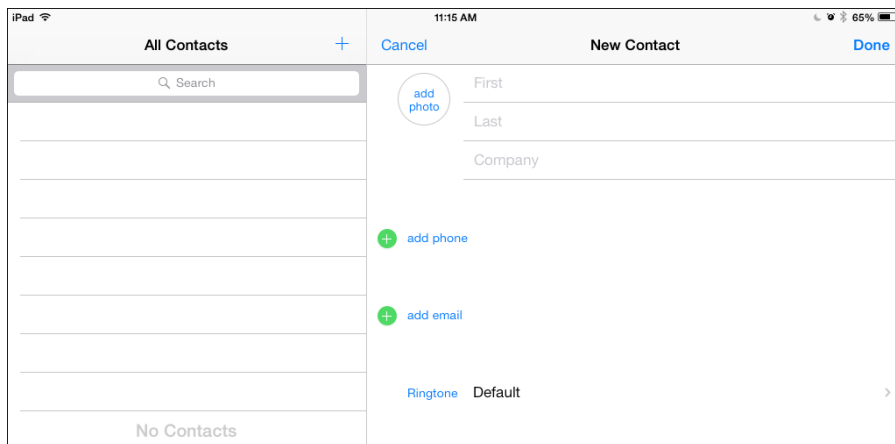 iPad 11:15 AM 65%
All Contacts +
Search
No Contacts
Cancel New Contact Done
add
photo
First
Last
Company
add phone
add email
Ringtone Default